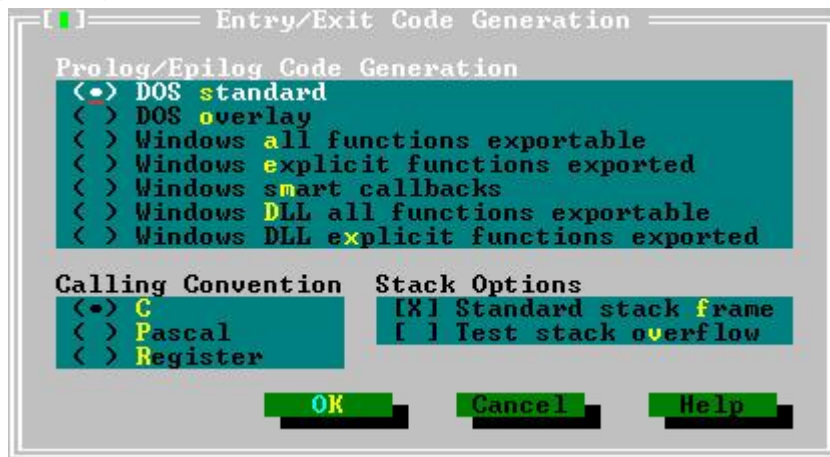 [■] Entry/Exit Code Generation
Prolog/Epilog Code Generation
(•) DOS standard
( ) DOS overlay
( ) Windows all functions exportable
( ) Windows explicit functions exported
( ) Windows smart callbacks
( ) Windows DLL all functions exportable
( ) Windows DLL explicit functions exported
Calling Convention
(•) C
( ) Pascal
( ) Register
Stack Options
[X] Standard stack frame
[ ] Test stack overflow
OK Cancel Help